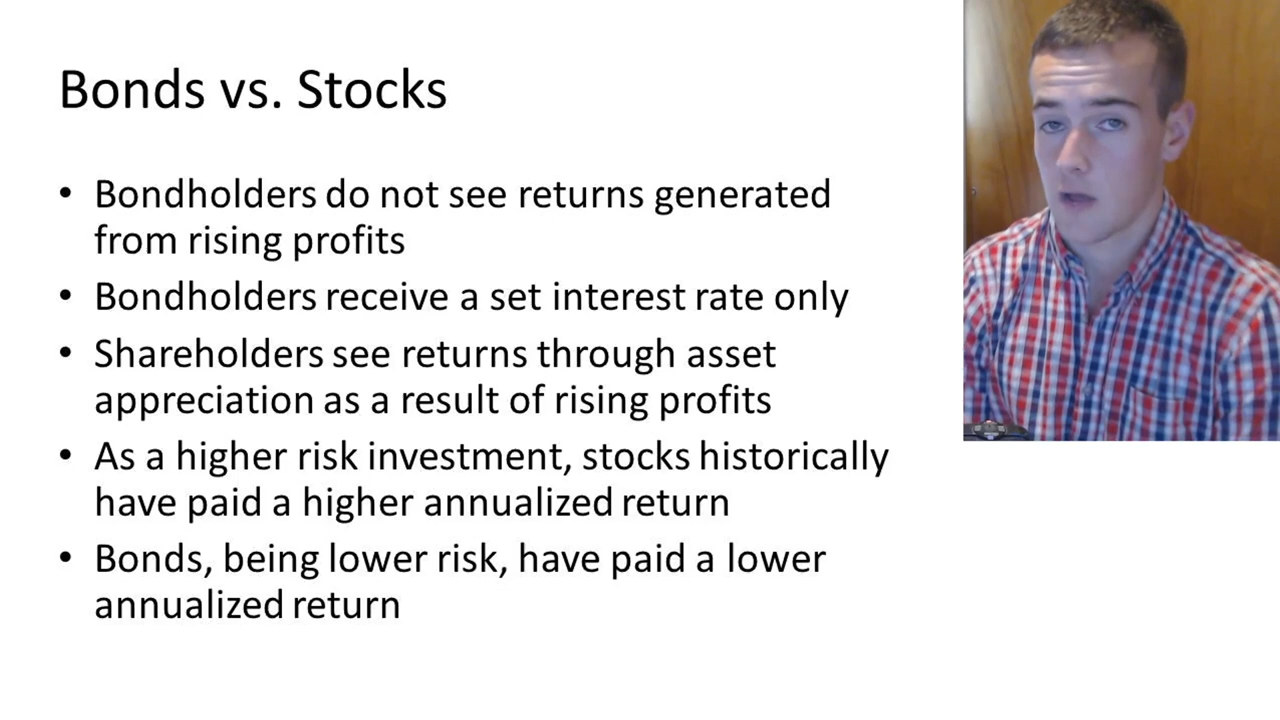 Bonds vs. Stocks
• Bondholders do not see returns generated
from rising profits
• Bondholders receive a set interest rate only
• Shareholders see returns through asset
appreciation as a result of rising profits
• As a higher risk investment, stocks historically
have paid a higher annualized return
• Bonds, being lower risk, have paid a lower
annualized return